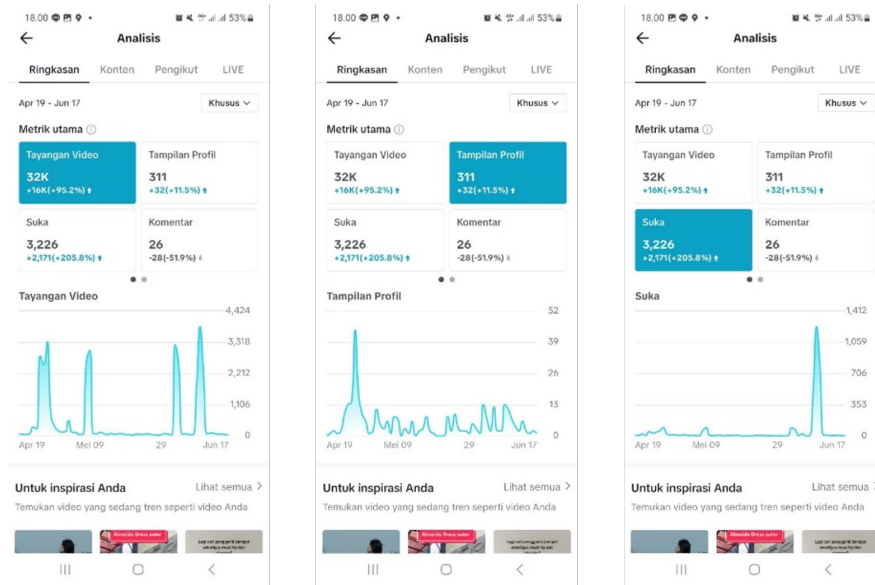 18.00 53%
Analisis
Ringkasan Konten Pengikut LIVE
Apr 19 - Jun 17 Khusus
Metrik utama
Tayangan Video Tampilan Profil
32K 311
+16K(+95.2%) +32(+11.5%)
Suka Komentar
3,226 26
+2,171(+205.8%) -28(-51.9%)
Tayangan Video
4,424
3,318
2,212
1,106
0
Apr 19 Mei 09 29 Jun 17
Untuk inspirasi Anda Lihat semua >
Temukan video yang sedang tren seperti video Anda
Almeida Dress outer
18.00 53%
Analisis
Ringkasan Konten Pengikut LIVE
Apr 19 - Jun 17 Khusus
Metrik utama
Tayangan Video Tampilan Profil
32K 311
+16K(+95.2%) +32(+11.5%)
Suka Komentar
3,226 26
+2,171(+205.8%) -28(-51.9%)
Tampilan Profil
52
39
26
13
0
Apr 19 Mei 09 29 Jun 17
Untuk inspirasi Anda Lihat semua >
Temukan video yang sedang tren seperti video Anda
Almeida Dress outer
18.00 53%
Analisis
Ringkasan Konten Pengikut LIVE
Apr 19 - Jun 17 Khusus
Metrik utama
Tayangan Video Tampilan Profil
32K 311
+16K(+95.2%) +32(+11.5%)
Suka Komentar
3,226 26
+2,171(+205.8%) -28(-51.9%)
Suka
1,412
1,059
706
353
0
Apr 19 Mei 09 29 Jun 17
Untuk inspirasi Anda Lihat semua
Temukan video yang sedang tren seperti video Anda
Almeida Dress outer